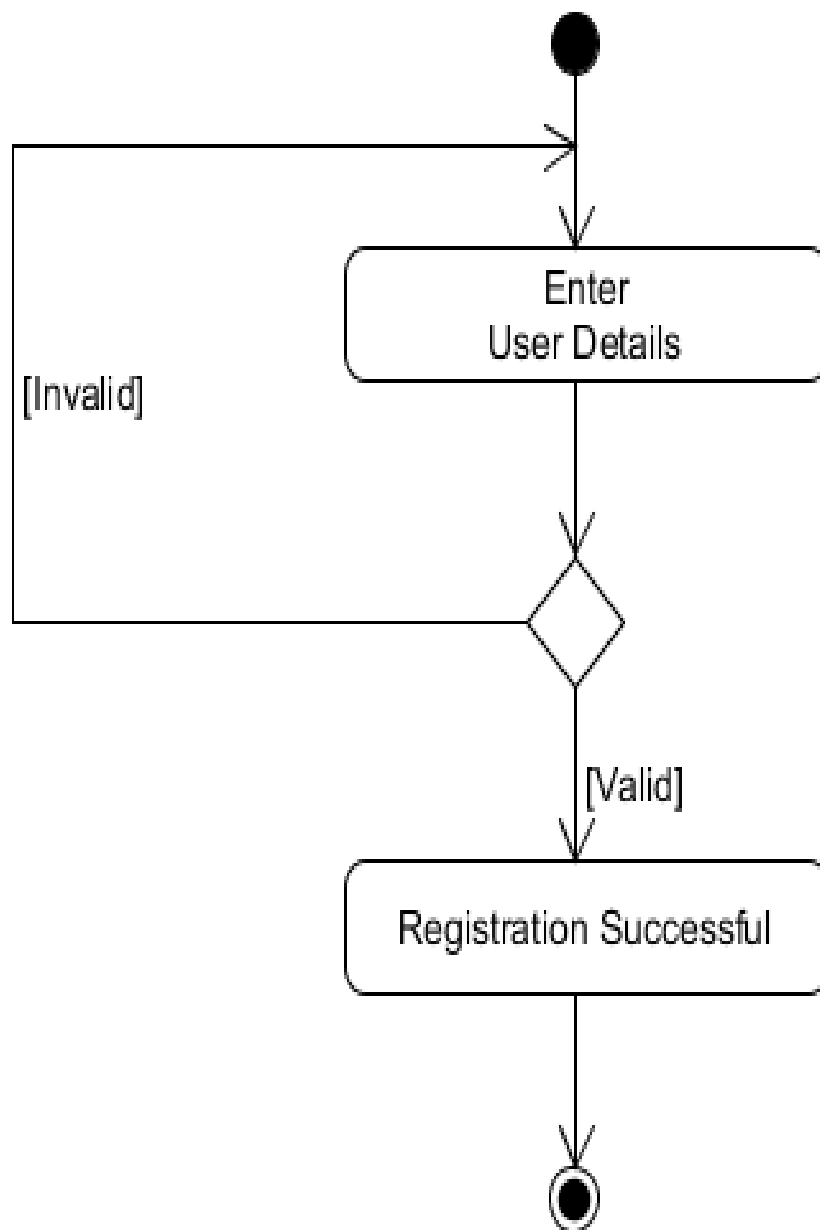 Enter
User Details
[Invalid]
[Valid]
Registration Successful